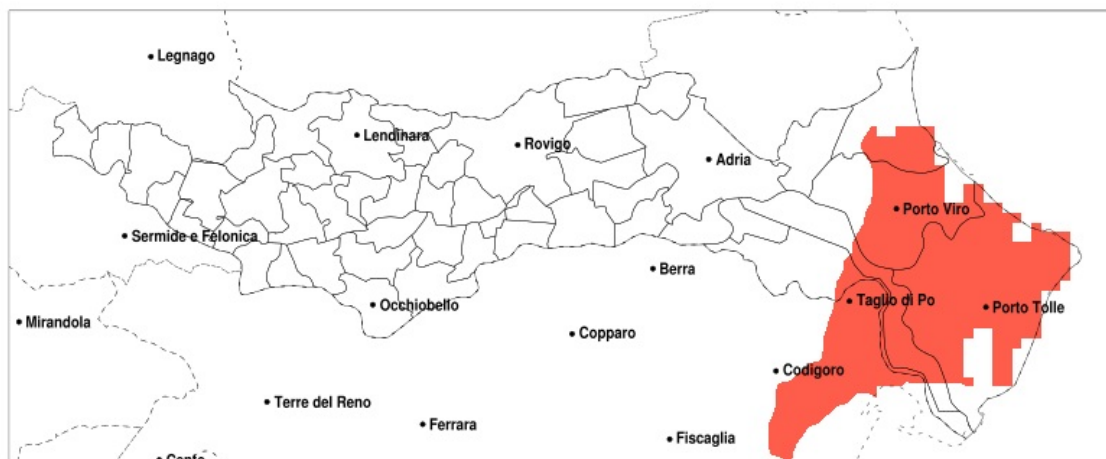 Legnago
Lendinara
Rovigo
Adria
Porto Viro
Sermide e Felonica
Berra
Occhiobello
Taglio di Po
Porto Tolle
Mirandola
Copparo
Codigoro
Terre del Reno
Ferrara
Fiscaglia